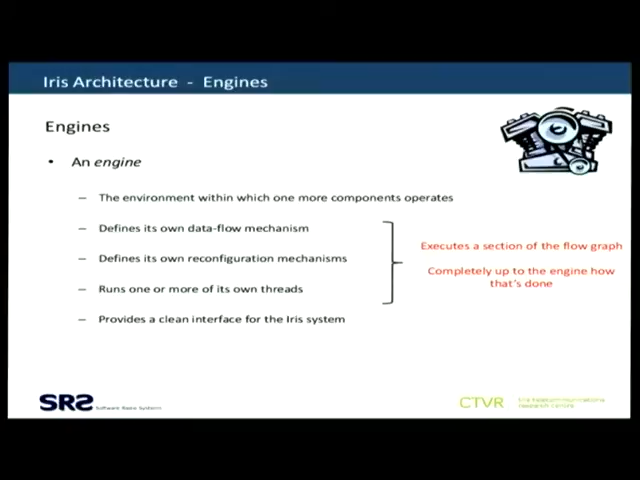 Iris Architecture - Engines
Engines
• An engine
– The environment within which one more components operates
– Defines its own data-flow mechanism
– Defines its own reconfiguration mechanisms
– Runs one or more of its own threads
– Provides a clean interface for the Iris system
Executes a section of the flow graph
Completely up to the engine how
that's done
SRS Software Radio Systems
CTVR
telecommunications
research centre